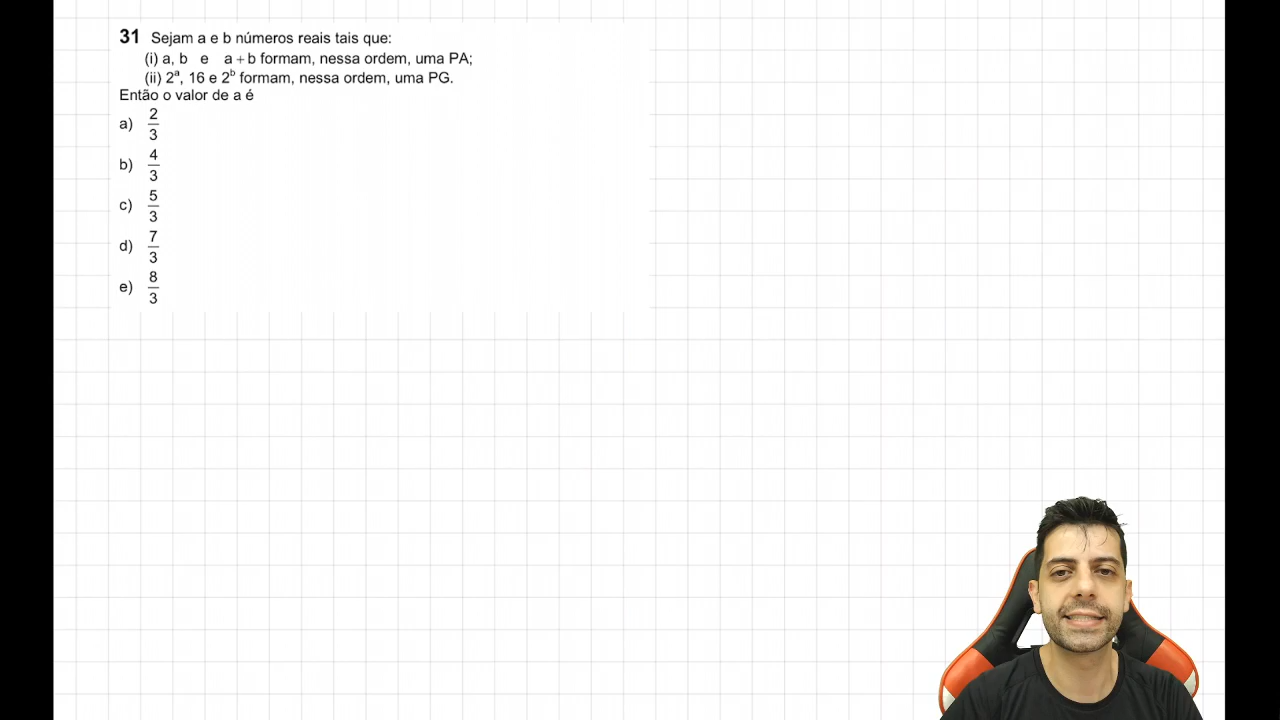 31 Sejam a e b números reais tais que:
(i) a, b e a + b formam, nessa ordem, uma PA;
(ii) 2ᵃ, 16 e 2ᵇ formam, nessa ordem, uma PG.
Então o valor de a é
a) 2/3
b) 4/3
c) 5/3
d) 7/3
e) 8/3